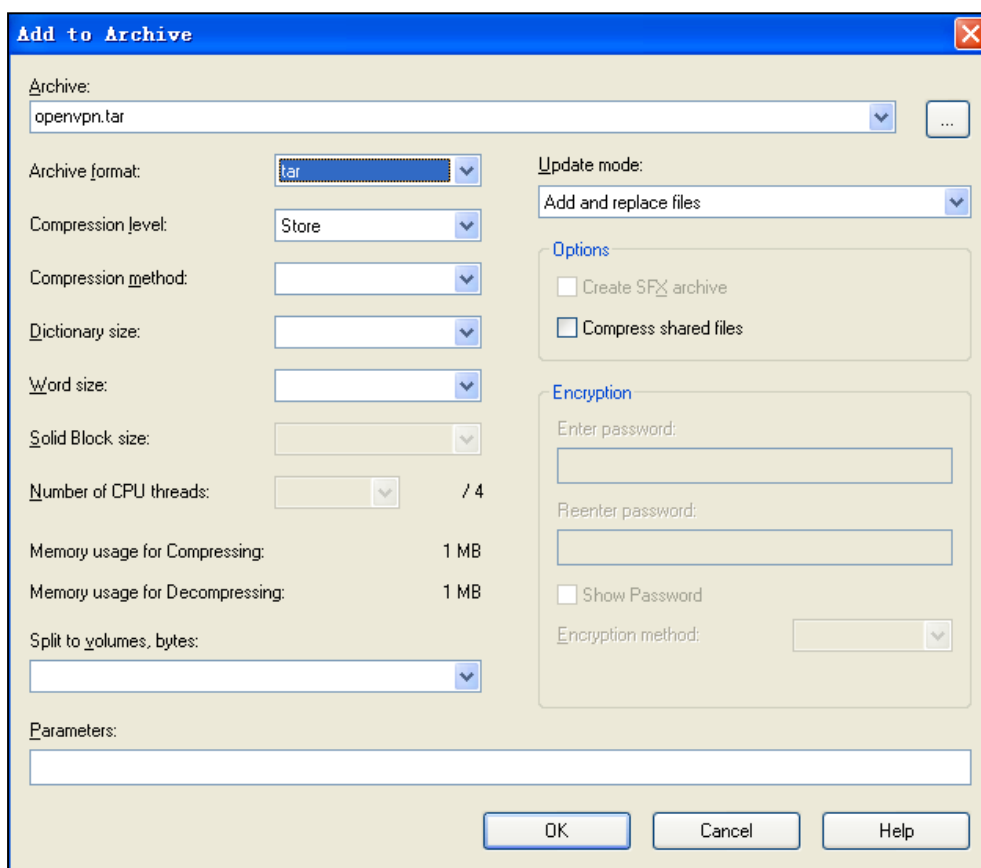 Add to Archive
Archive:
openvpn.tar
...
Archive format:
tar
Update mode:
Add and replace files
Compression level:
Store
Options
Create SFX archive
Compress shared files
Compression method:
Dictionary size:
Word size:
Encryption
Enter password:
Solid Block size:
Number of CPU threads:
/ 4
Reenter password:
Memory usage for Compressing:
1 MB
Memory usage for Decompressing:
1 MB
Show Password
Encryption method:
Split to volumes, bytes:
Parameters:
OK
Cancel
Help